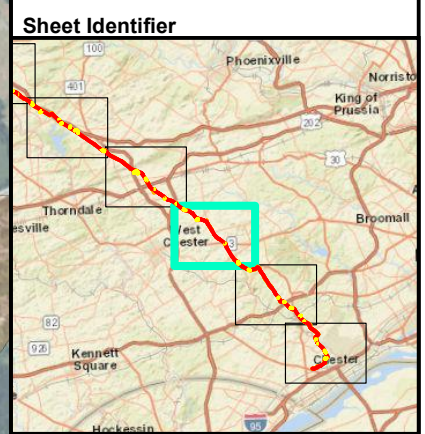 Sheet Identifier
100
Phoenixville
401
Norristo
King of
Prussia
202
30
Thorndale
esville
West
Chester
3
Broomall
82
926
Kennett
Square
Chester
Hockessin
95